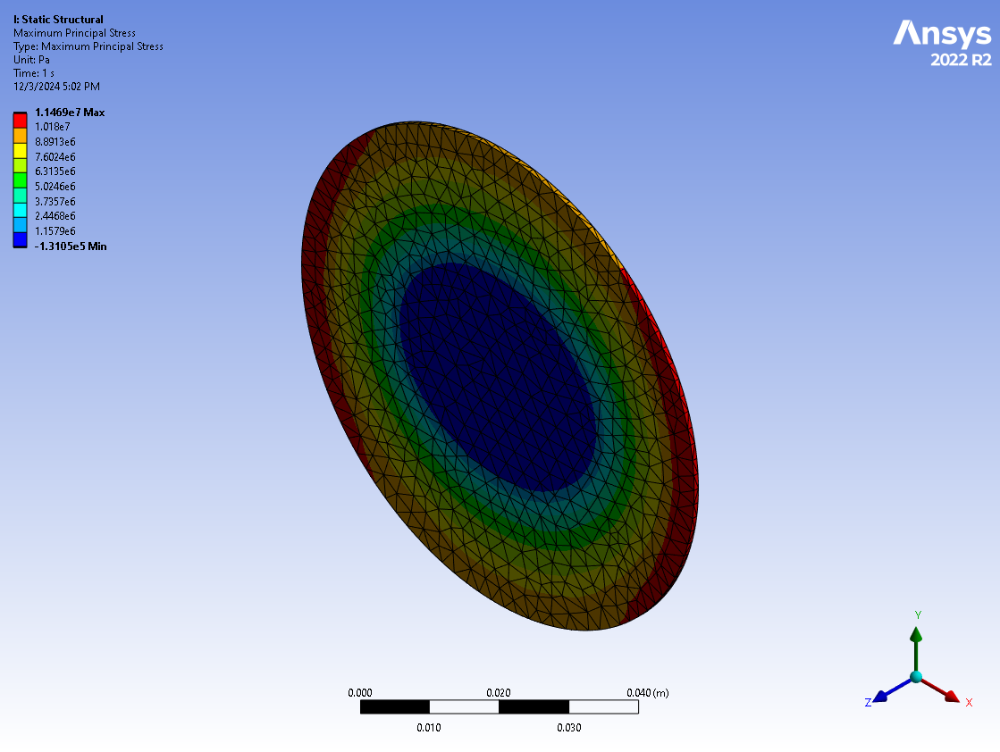 I: Static Structural
Maximum Principal Stress
Type: Maximum Principal Stress
Unit: Pa
Time: 1 s
12/3/2024 5:02 PM
1.1469e7 Max
1.018e7
8.8913e6
7.6024e6
6.3135e6
5.0246e6
3.7357e6
2.4468e6
1.1579e6
-1.3105e5 Min
Ansys
2022 R2
0.000 0.020 0.040 (m)
0.010 0.030
Y
Z X